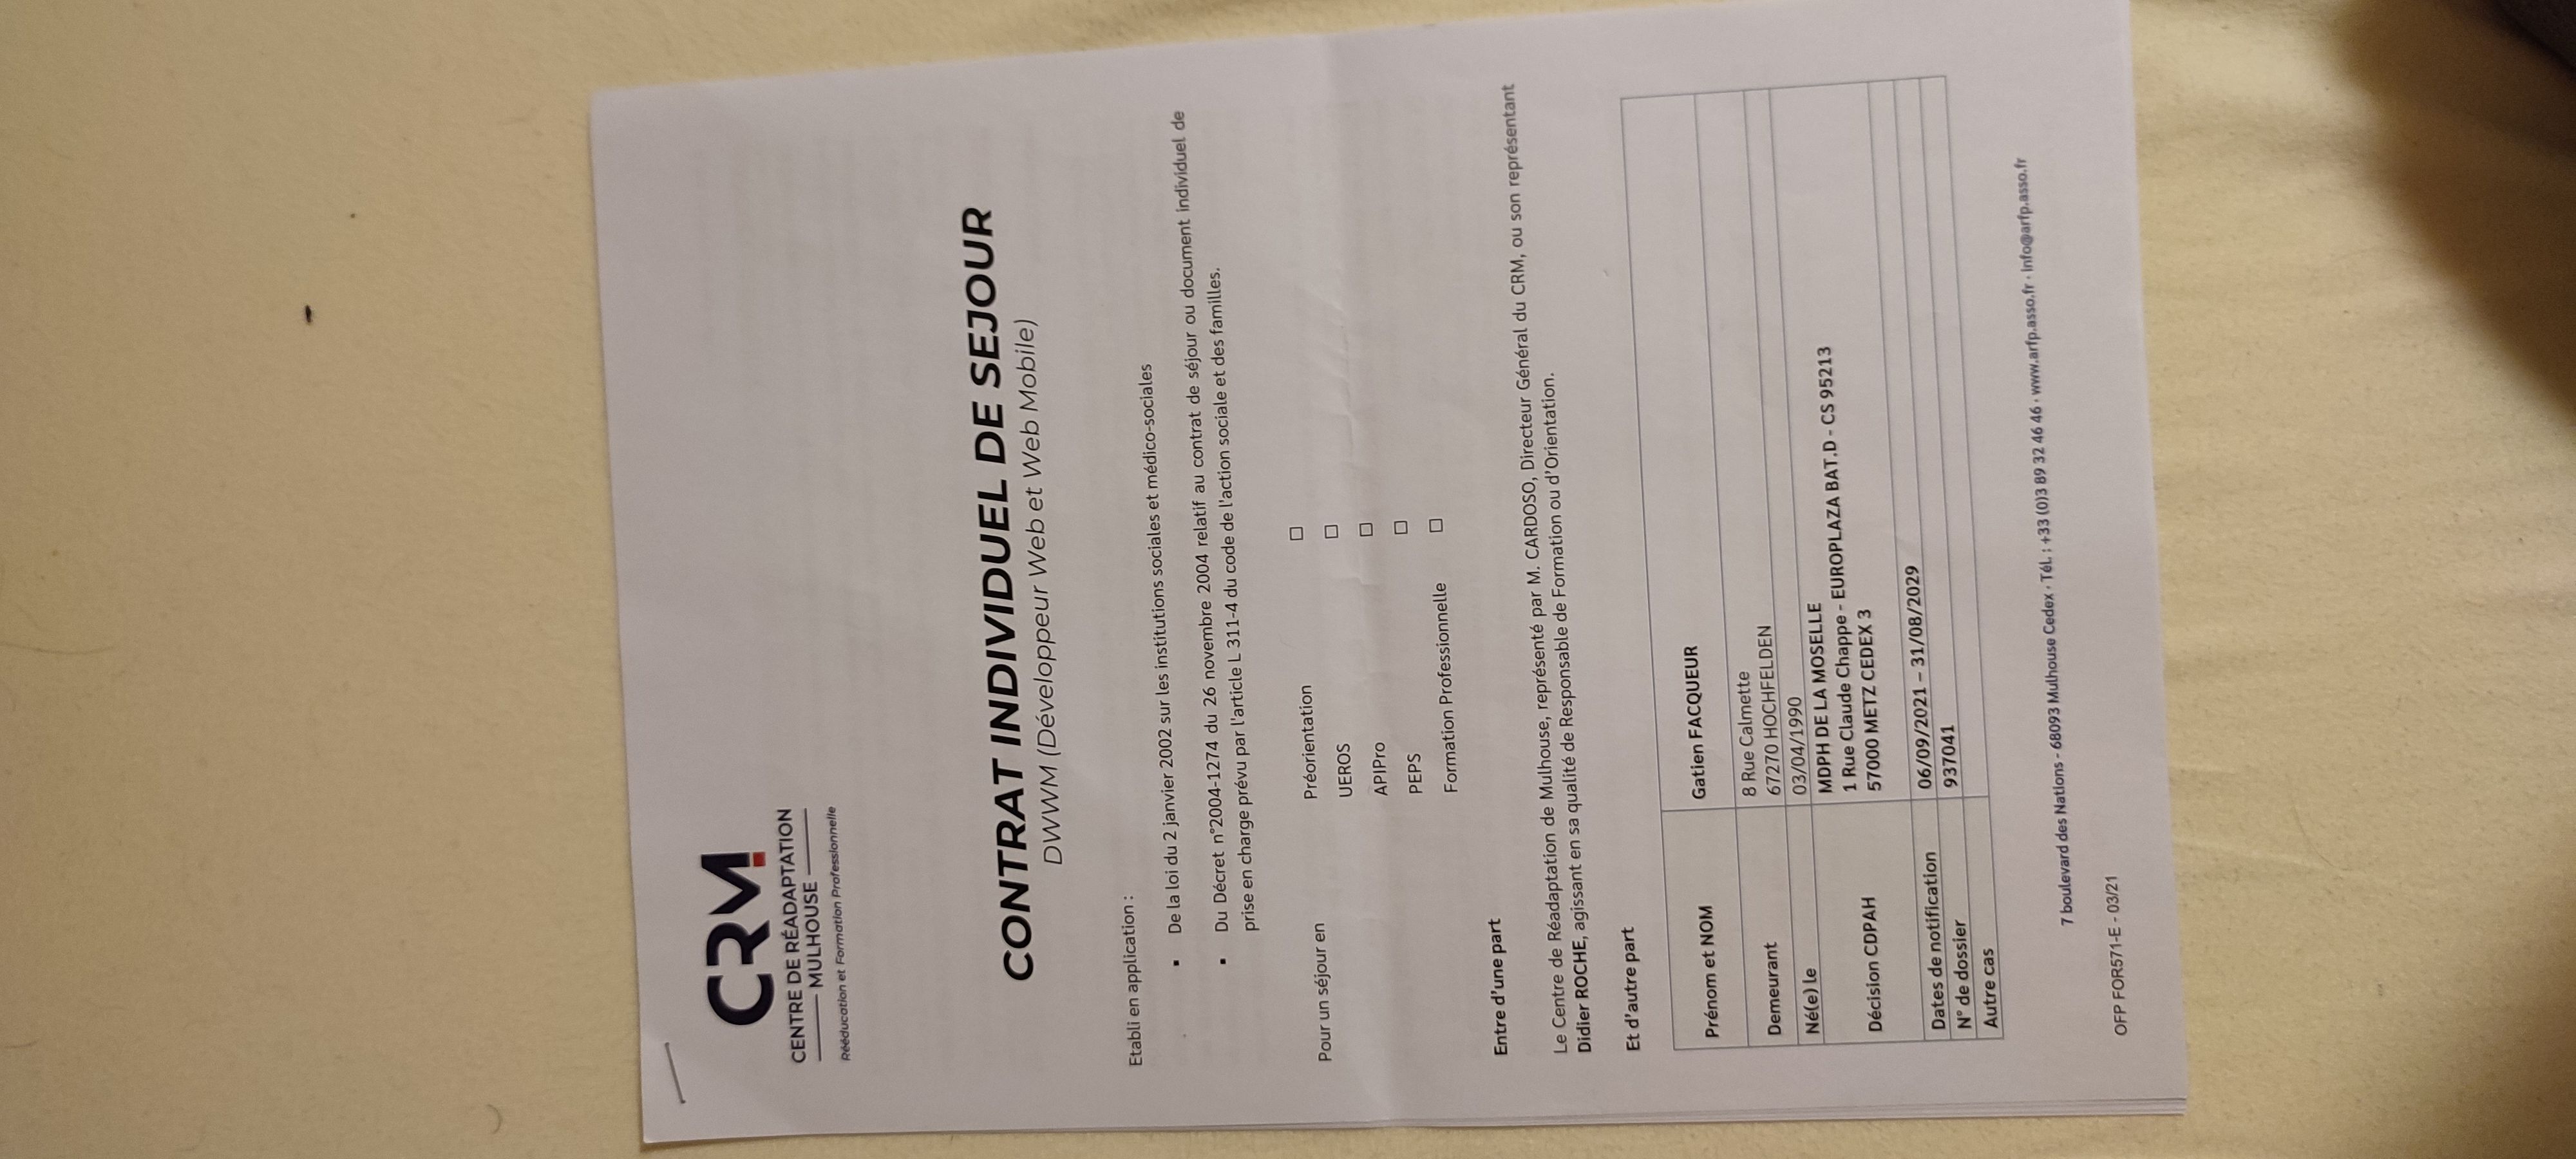 CRM
CENTRE DE RÉADAPTATION
MULHOUSE
Rééducation et Formation Professionnelle
CONTRAT INDIVIDUEL DE SEJOUR
DWWM (Développeur Web et Web Mobile)
Etabli en application :
▪ De la loi du 2 janvier 2002 sur les institutions sociales et médico-sociales
▪ Du Décret n°2004-1274 du 26 novembre 2004 relatif au contrat de séjour ou document individuel de
prise en charge prévu par l'article L 311-4 du code de l'action sociale et des familles.
Pour un séjour en Préorientation ☐
UEROS ☐
APIPro ☐
PEPS ☐
Formation Professionnelle ☐
Entre d'une part
Le Centre de Réadaptation de Mulhouse, représenté par M. CARDOSO, Directeur Général du CRM, ou son représentant
Didier ROCHE, agissant en sa qualité de Responsable de Formation ou d'Orientation.
Et d'autre part
Prénom et NOM Gatien FACQUEUR
Demeurant 8 Rue Calmette
67270 HOCHFELDEN
Né(e) le 03/04/1990
Décision CDPAH MDPH DE LA MOSELLE
1 Rue Claude Chappe - EUROPLAZA BAT.D - CS 95213
57000 METZ CEDEX 3
Dates de notification 06/09/2021 – 31/08/2029
N° de dossier 937041
Autre cas
7 boulevard des Nations - 68093 Mulhouse Cedex · Tél. : +33 (0)3 89 32 46 46 · www.arfp.asso.fr · info@arfp.asso.fr
OFP FOR571-E - 03/21